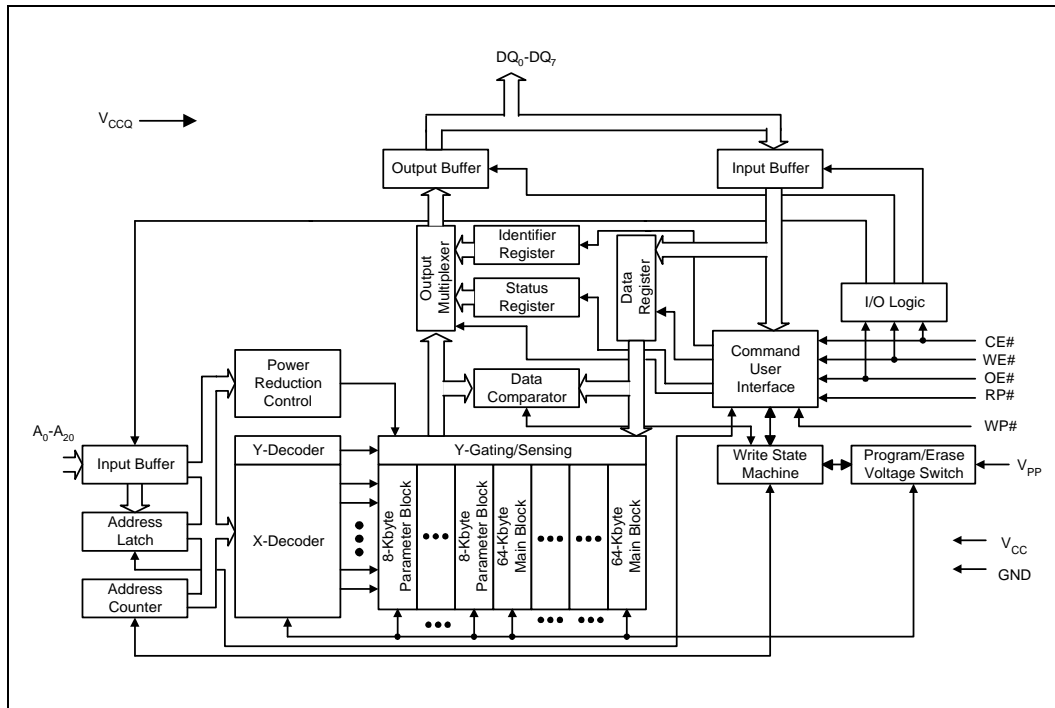 DQ₀-DQ₇
V_CCQ
Output Buffer
Input Buffer
Output
Multiplexer
Identifier
Register
Status
Register
Data
Register
I/O Logic
Command
User
Interface
CE#
WE#
OE#
RP#
WP#
Power
Reduction
Control
Data
Comparator
A₀-A₂₀
Input Buffer
Y-Decoder
Y-Gating/Sensing
Write State
Machine
Program/Erase
Voltage Switch
V_PP
Address
Latch
X-Decoder
8-Kbyte
Parameter Block
8-Kbyte
Parameter Block
64-Kbyte
Main Block
64-Kbyte
Main Block
Address
Counter
V_CC
GND